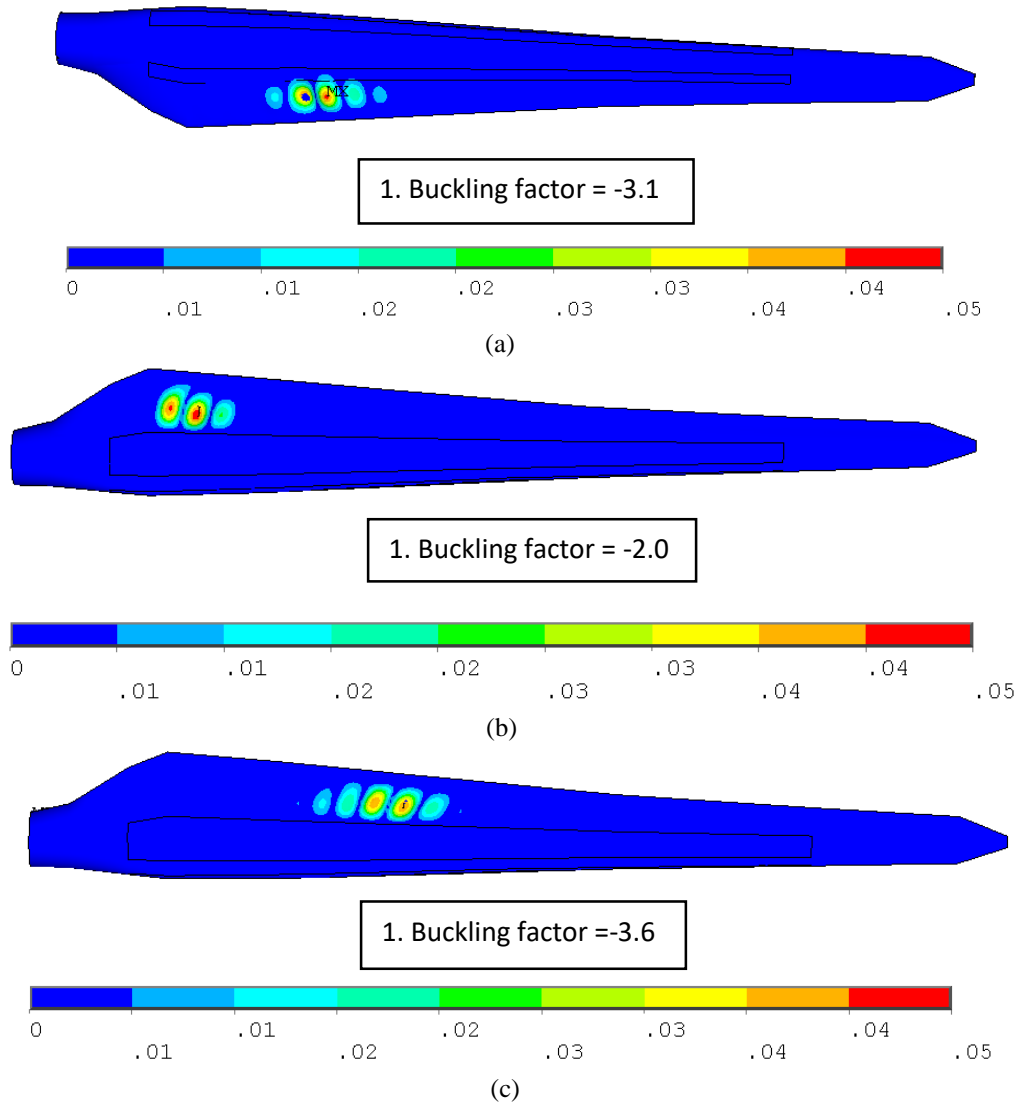 MX
1. Buckling factor = -3.1
0 .01 .02 .03 .04
.01 .02 .03 .04 .05
(a)
1. Buckling factor = -2.0
0 .01 .02 .03 .04
.01 .02 .03 .04 .05
(b)
1. Buckling factor =-3.6
0 .01 .02 .03 .04
.01 .02 .03 .04 .05
(c)